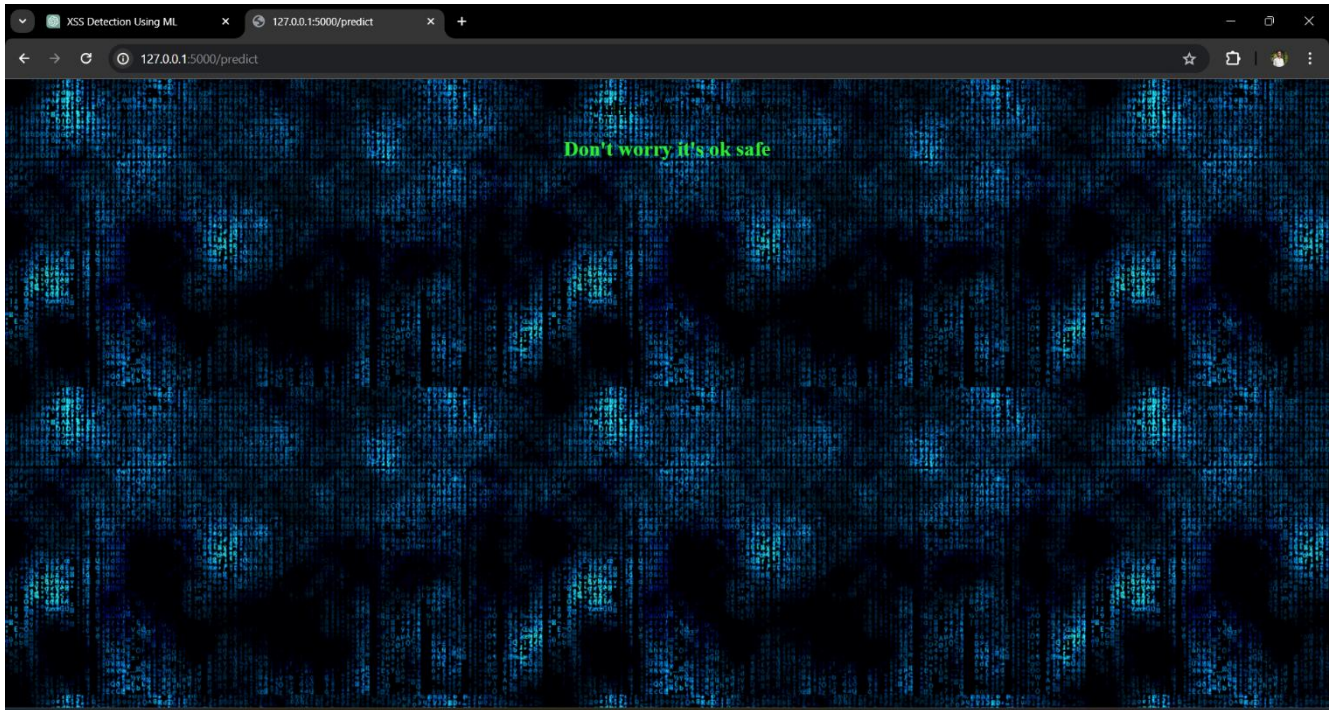 XSS Detection Using ML
127.0.0.1:5000/predict
127.0.0.1:5000/predict
Don't worry it's ok safe